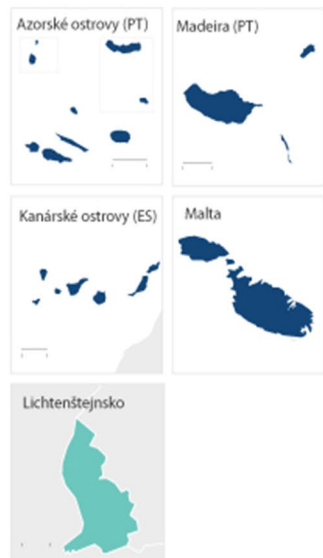 Azorské ostrovy (PT)
Madeira (PT)
Kanárské ostrovy (ES)
Malta
Lichtenštejnsko